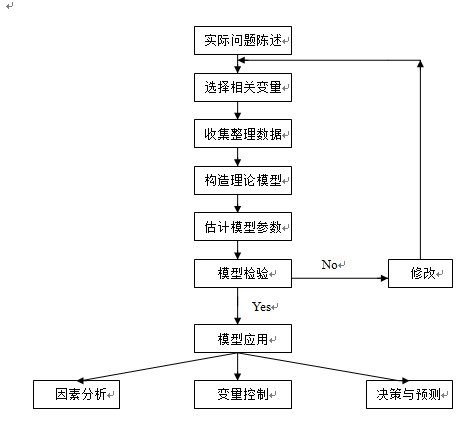 实际问题陈述
选择相关变量
收集整理数据
构造理论模型
估计模型参数
模型检验
No
修改
Yes
模型应用
因素分析
变量控制
决策与预测